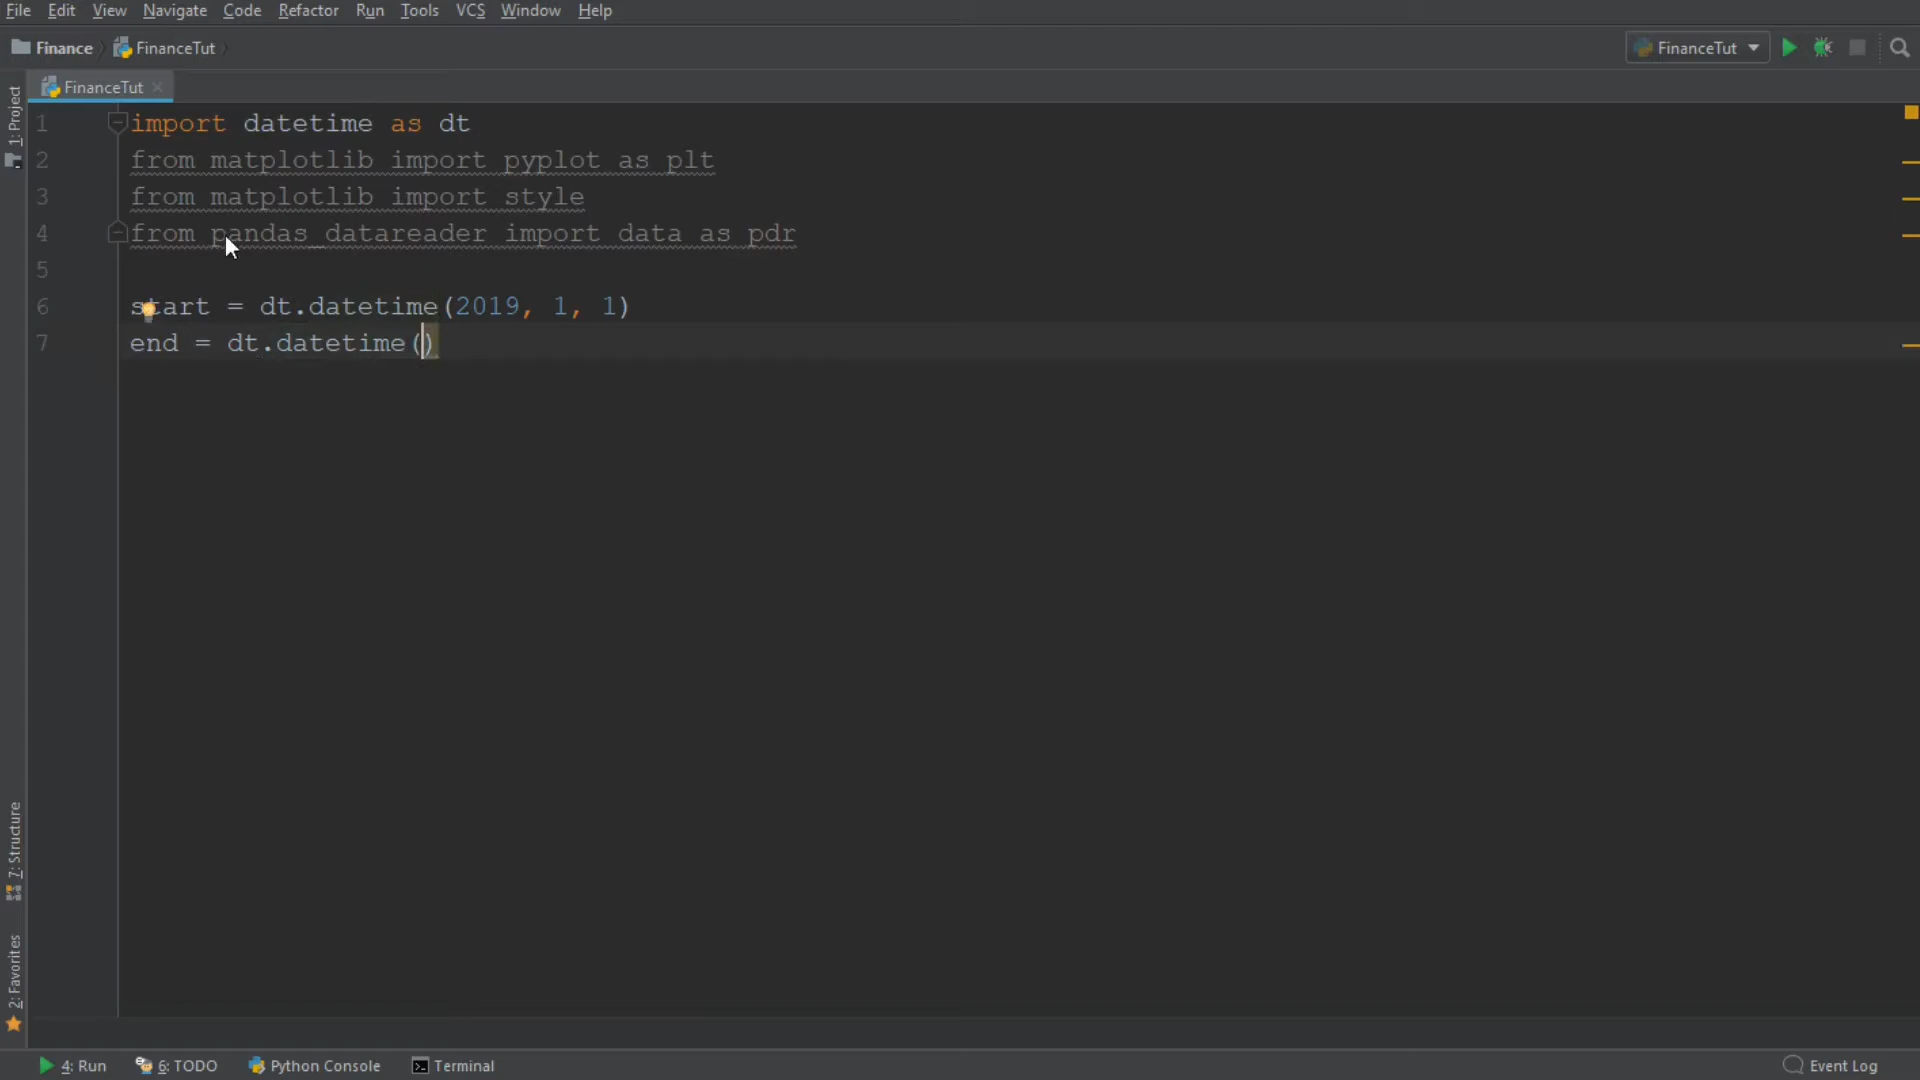 File Edit View Navigate Code Refactor Run Tools VCS Window Help
Finance FinanceTut FinanceTut
FinanceTut
1: Project
1 import datetime as dt
2 from matplotlib import pyplot as plt
3 from matplotlib import style
4 from pandas_datareader import data as pdr
5
6 start = dt.datetime(2019, 1, 1)
7 end = dt.datetime()
7: Structure
2: Favorites
4: Run 6: TODO Python Console Terminal Event Log